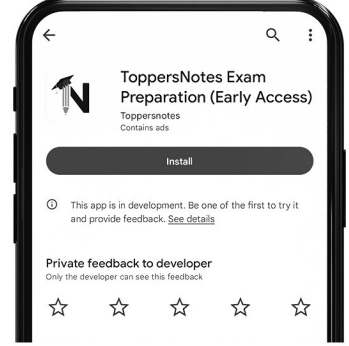 ToppersNotes Exam
Preparation (Early Access)
Toppersnotes
Contains ads
Install
This app is in development. Be one of the first to try it
and provide feedback. See details
Private feedback to developer
Only the developer can see this feedback